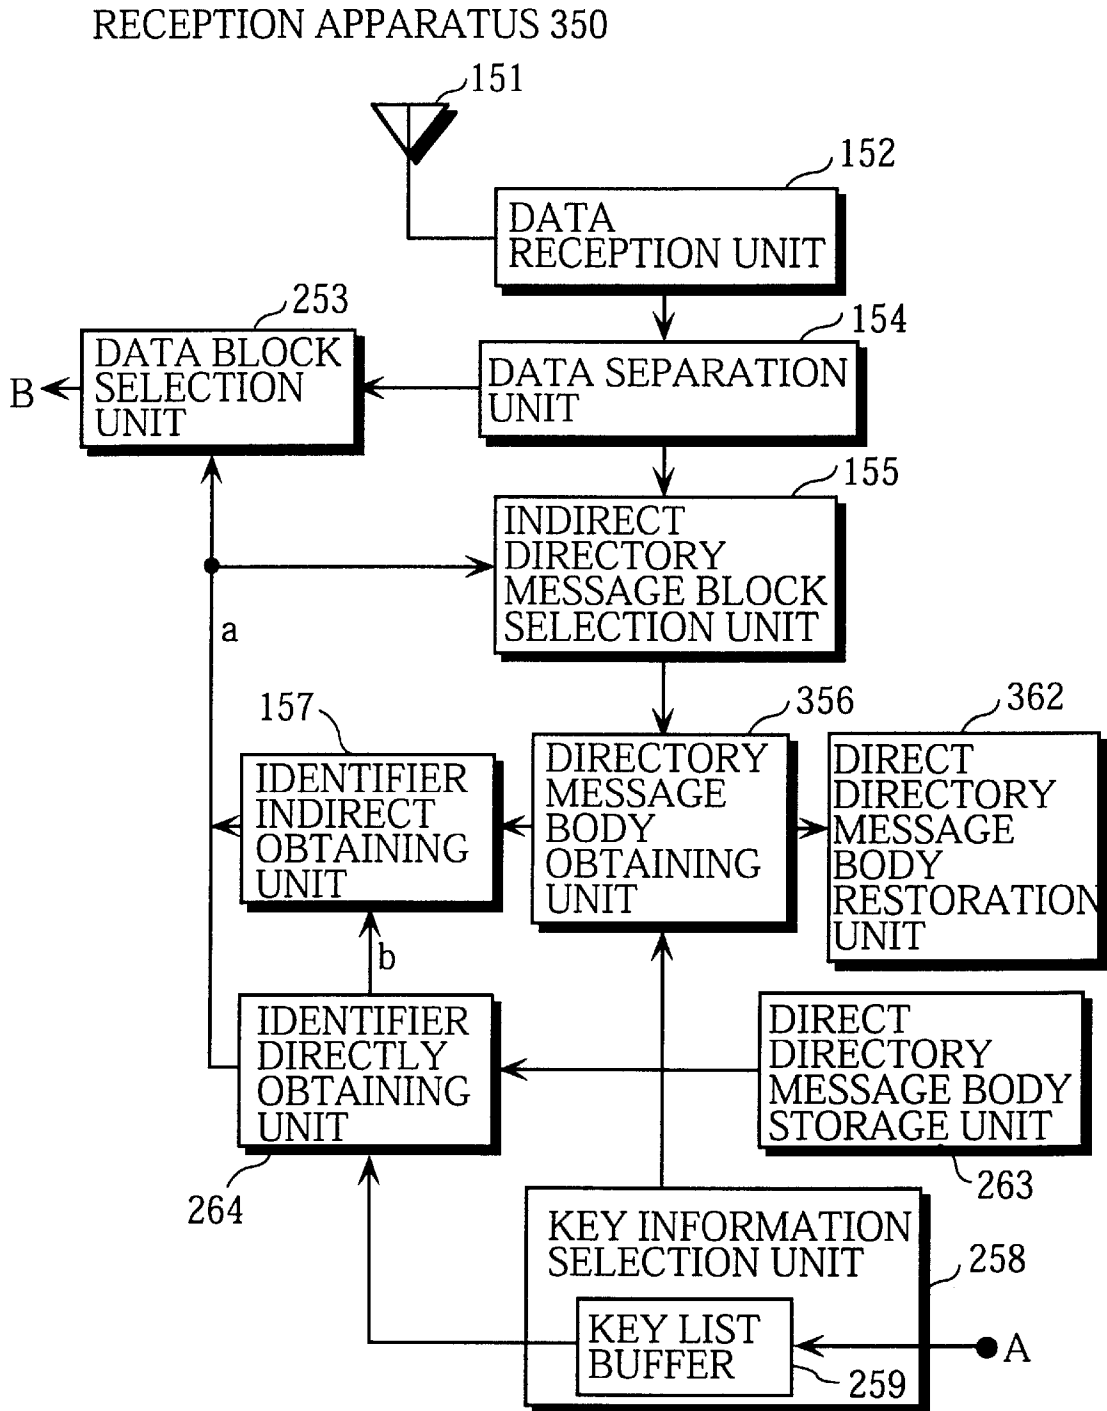 RECEPTION APPARATUS 350
151
152
DATA
RECEPTION UNIT
253
154
DATA BLOCK
SELECTION
UNIT
B
DATA SEPARATION
UNIT
155
INDIRECT
DIRECTORY
MESSAGE BLOCK
SELECTION UNIT
a
157
356
362
IDENTIFIER
INDIRECT
OBTAINING
UNIT
DIRECTORY
MESSAGE
BODY
OBTAINING
UNIT
DIRECT
DIRECTORY
MESSAGE
BODY
RESTORATION
UNIT
b
IDENTIFIER
DIRECTLY
OBTAINING
UNIT
DIRECT
DIRECTORY
MESSAGE BODY
STORAGE UNIT
264
263
KEY INFORMATION
SELECTION UNIT
258
KEY LIST
BUFFER
A
259